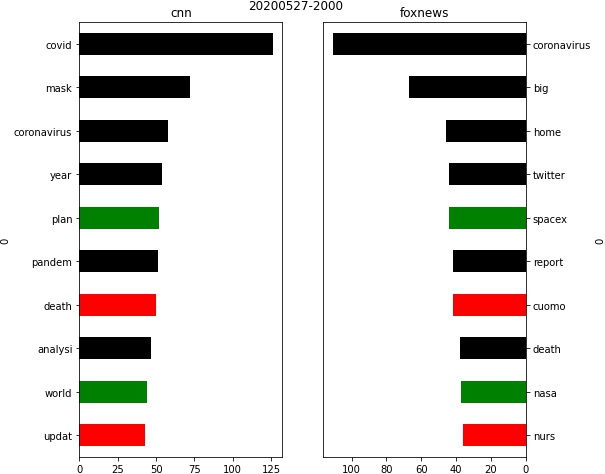 20200527-2000
cnn
foxnews
covid
mask
coronavirus
year
plan
pandem
death
analysi
world
updat
0
0 25 50 75 100 125
coronavirus
big
home
twitter
spacex
report
cuomo
death
nasa
nurs
0
100 80 60 40 20 0